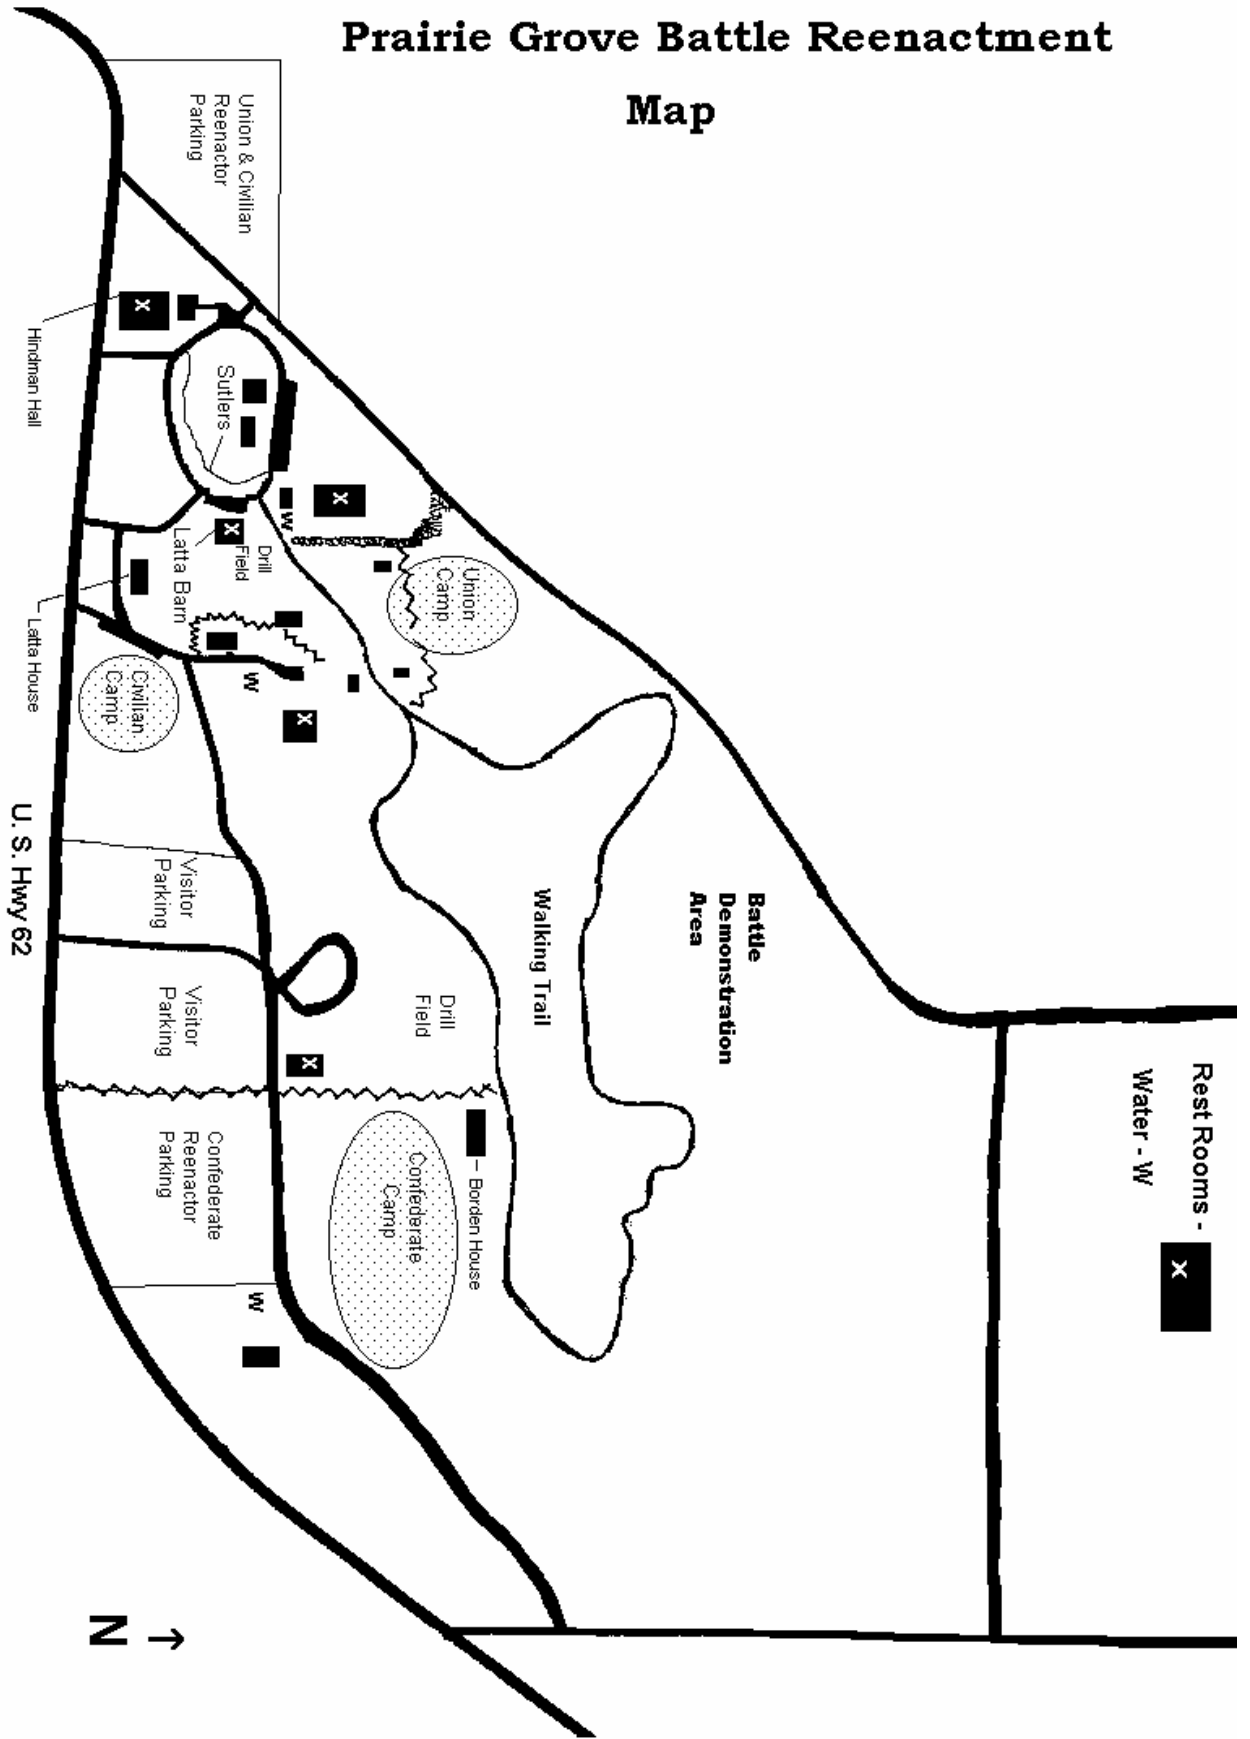 Prairie Grove Battle Reenactment
Map
Union & Civilian
Reenactor
Parking
X
Hindman Hall
Sutlers
X
W
X
Drill
Field
Latta Barn
Latta House
Union
Camp
W
X
Civilian
Camp
U. S. Hwy 62
Visitor
Parking
Visitor
Parking
Battle
Demonstration
Area
Walking Trail
Drill
Field
X
Confederate
Reenactor
Parking
Confederate
Camp
Borden House
W
Rest Rooms - X
Water - W
N →